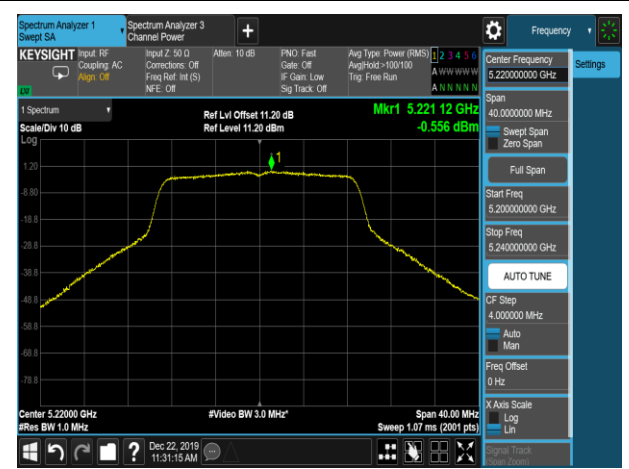 Spectrum Analyzer 1
Swept SA
Spectrum Analyzer 3
Channel Power
Frequency
KEYSIGHT
Input: RF
Coupling: AC
Align: Off
Input Z: 50 Ω
Corrections: Off
Freq Ref: Int (S)
NFE: Off
Atten: 10 dB
PNO: Fast
Gate: Off
IF Gain: Low
Sig Track: Off
Avg Type: Power (RMS)
Avg|Hold:>100/100
Trig: Free Run
1 2 3 4 5 6
A W W W W W
A N N N N N
1 Spectrum
Scale/Div 10 dB
Log
Ref Lvl Offset 11.20 dB
Ref Level 11.20 dBm
Mkr1 5.221 12 GHz
-0.556 dBm
1
1.20
-8.80
-18.8
-28.8
-38.8
-48.8
-58.8
-68.8
-78.8
Center 5.22000 GHz
#Res BW 1.0 MHz
#Video BW 3.0 MHz*
Span 40.00 MHz
Sweep 1.07 ms (2001 pts)
Dec 22, 2019
11:31:15 AM
Center Frequency
5.220000000 GHz
Settings
Span
40.0000000 MHz
Swept Span
Zero Span
Full Span
Start Freq
5.200000000 GHz
Stop Freq
5.240000000 GHz
AUTO TUNE
CF Step
4.000000 MHz
Auto
Man
Freq Offset
0 Hz
X Axis Scale
Log
Lin
Signal Track
(Span Zoom)